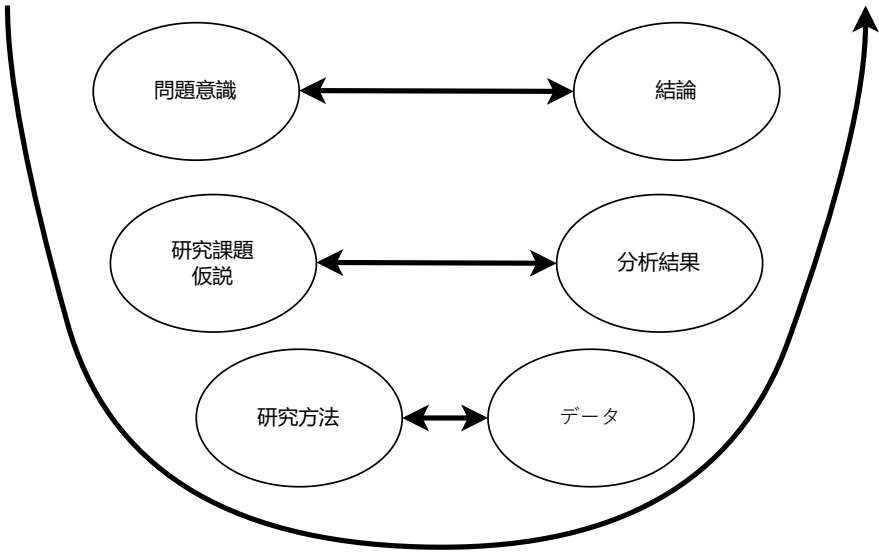 問題意識
結論
研究課題
仮説
分析結果
研究方法
データ